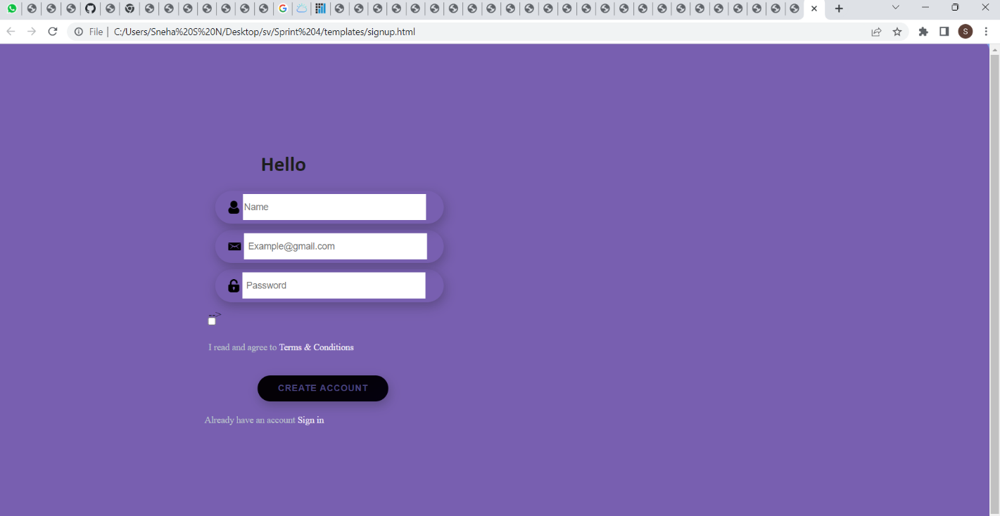 File | C:/Users/Sneha%20S%20N/Desktop/sv/Sprint%204/templates/signup.html
S
Hello
Name
Example@gmail.com
Password
-->
I read and agree to Terms & Conditions
CREATE ACCOUNT
Already have an account Sign in